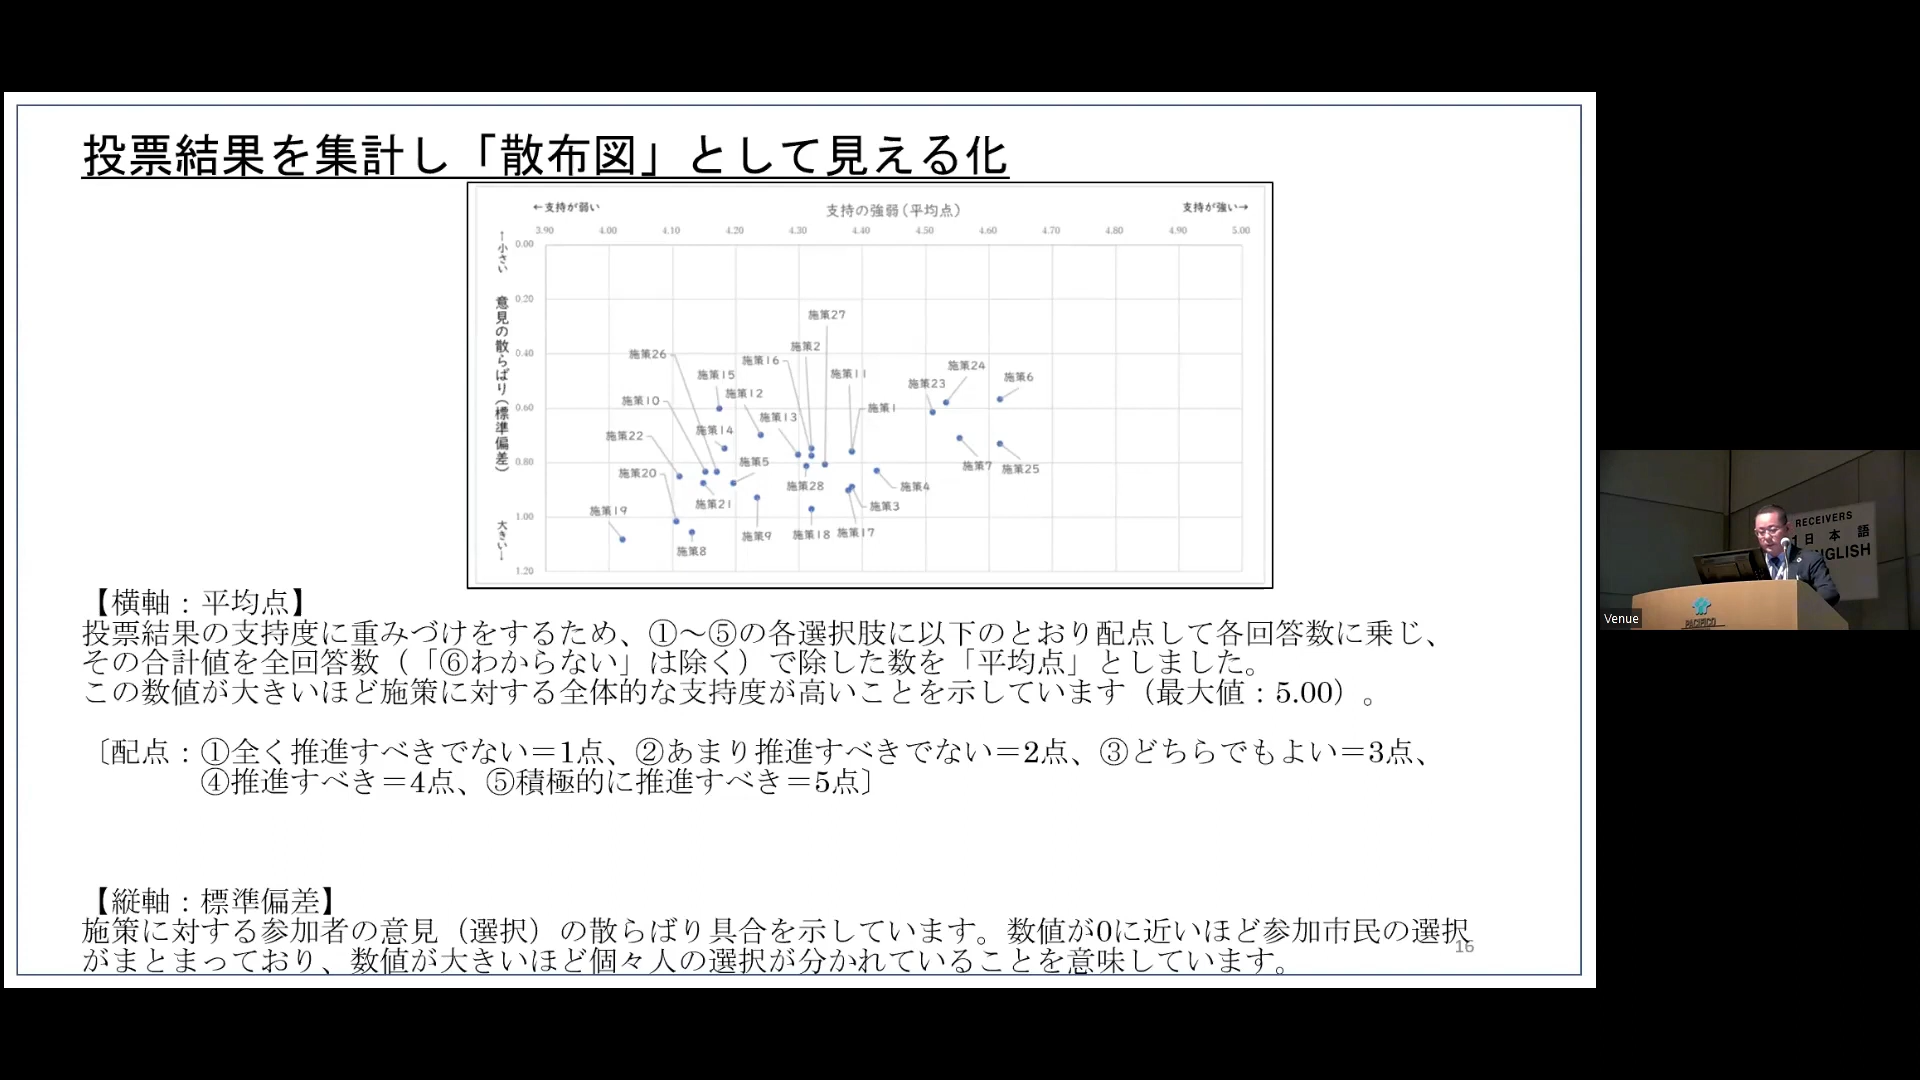 投票結果を集計し「散布図」として見える化
←支持が弱い
支持の強弱(平均点)
支持が強い→
3.90 4.00 4.10 4.20 4.30 4.40 4.50 4.60 4.70 4.80 4.90 5.00
←小さい 意見の散らばり(標準偏差) 大きい→
0.00
0.20
0.40
0.60
0.80
1.00
1.20
施策27
施策2
施策26
施策16
施策24
施策15
施策11
施策6
施策23
施策12
施策10
施策1
施策13
施策14
施策22
施策5
施策7
施策25
施策20
施策28
施策4
施策21
施策3
施策19
施策9
施策18
施策17
施策8
【横軸:平均点】
投票結果の支持度に重みづけをするため、①～⑤の各選択肢に以下のとおり配点して各回答数に乗じ、
その合計値を全回答数(「⑥わからない」は除く)で除した数を「平均点」としました。
この数値が大きいほど施策に対する全体的な支持度が高いことを示しています(最大値:5.00)。
〔配点:①全く推進すべきでない＝1点、②あまり推進すべきでない＝2点、③どちらでもよい＝3点、
④推進すべき＝4点、⑤積極的に推進すべき＝5点〕
【縦軸:標準偏差】
施策に対する参加者の意見(選択)の散らばり具合を示しています。数値が0に近いほど参加市民の選択
がまとまっており、数値が大きいほど個々人の選択が分かれていることを意味しています。
16
RECEIVERS
1 日本語
ENGLISH
PACIFICO
Venue